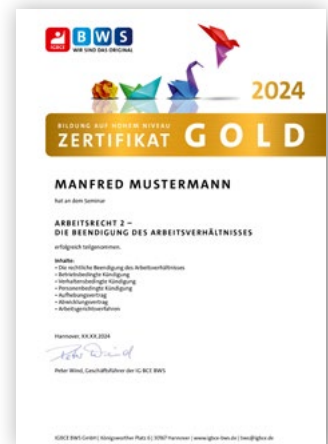 IGBCE BWS
WIR SIND DAS ORIGINAL
2024
BILDUNG AUF HOHEM NIVEAU
ZERTIFIKAT GOLD
MANFRED MUSTERMANN
hat an dem Seminar
ARBEITSRECHT 2 –
DIE BEENDIGUNG DES ARBEITSVERHÄLTNISSES
erfolgreich teilgenommen.
Inhalte:
• Die rechtliche Beendigung des Arbeitsverhältnisses
• Betriebsbedingte Kündigung
• Verhaltensbedingte Kündigung
• Personenbedingte Kündigung
• Aufhebungsvertrag
• Abwicklungsvertrag
• Arbeitsgerichtsverfahren
Hannover, XX.XX.2024
Peter Wind
Peter Wind, Geschäftsführer der IG BCE BWS
IGBCE BWS GmbH | Königsworther Platz 6 | 30167 Hannover | www.igbce-bws.de | bws@igbce.de